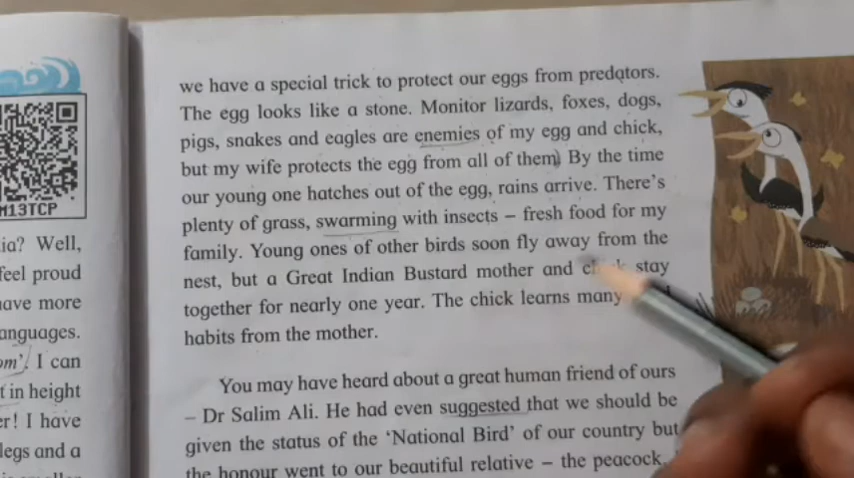 M13TCP
ia? Well,
feel proud
have more
anguages.
om'. I can
t in height
er! I have
legs and a
we have a special trick to protect our eggs from predators.
The egg looks like a stone. Monitor lizards, foxes, dogs,
pigs, snakes and eagles are enemies of my egg and chick,
but my wife protects the egg from all of them) By the time
our young one hatches out of the egg, rains arrive. There's
plenty of grass, swarming with insects – fresh food for my
family. Young ones of other birds soon fly away from the
nest, but a Great Indian Bustard mother and chick stay
together for nearly one year. The chick learns many
habits from the mother.
You may have heard about a great human friend of ours
– Dr Salim Ali. He had even suggested that we should be
given the status of the 'National Bird' of our country but
the honour went to our beautiful relative – the peacock.